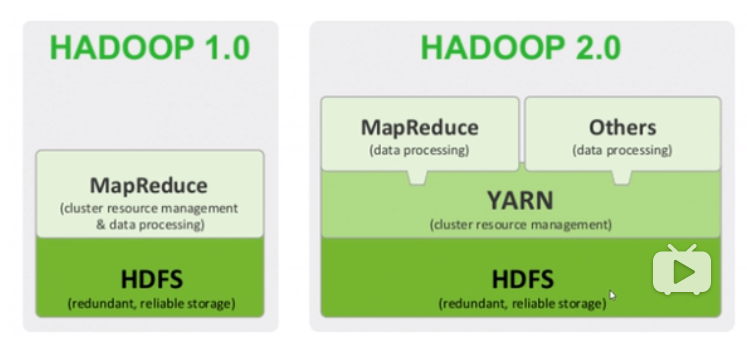 HADOOP 1.0
MapReduce
(cluster resource management
& data processing)
HDFS
(redundant, reliable storage)
HADOOP 2.0
MapReduce
(data processing)
Others
(data processing)
YARN
(cluster resource management)
HDFS
(redundant, reliable storage)